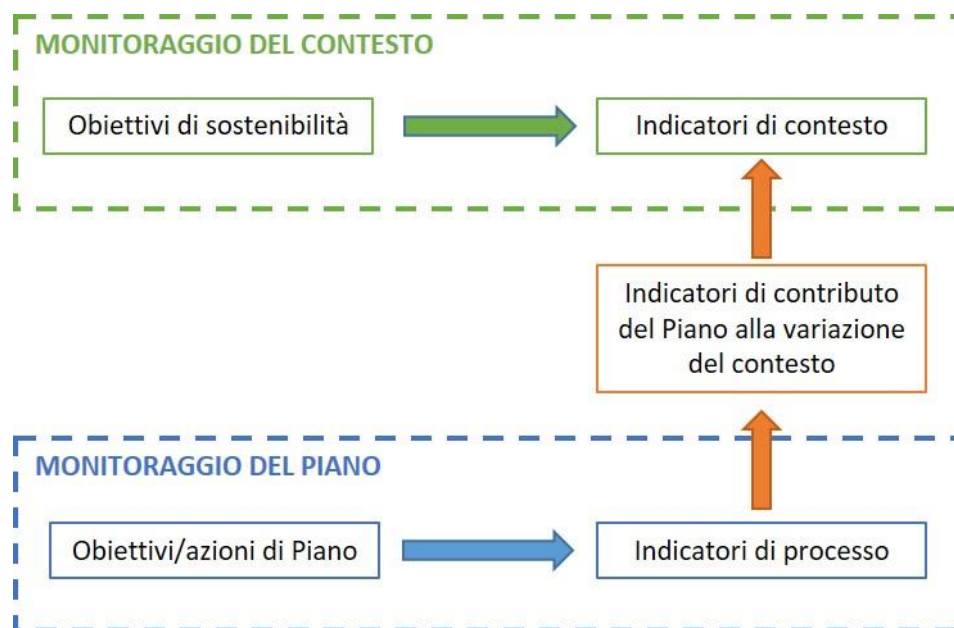 MONITORAGGIO DEL CONTESTO
Obiettivi di sostenibilità
Indicatori di contesto
Indicatori di contributo
del Piano alla variazione
del contesto
MONITORAGGIO DEL PIANO
Obiettivi/azioni di Piano
Indicatori di processo